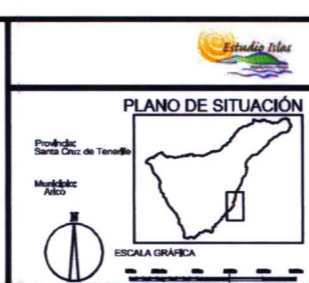 Estudio Islas
PLANO DE SITUACIÓN
Provincia:
Santa Cruz de Tenerife
Municipio:
Arico
N
ESCALA GRÁFICA